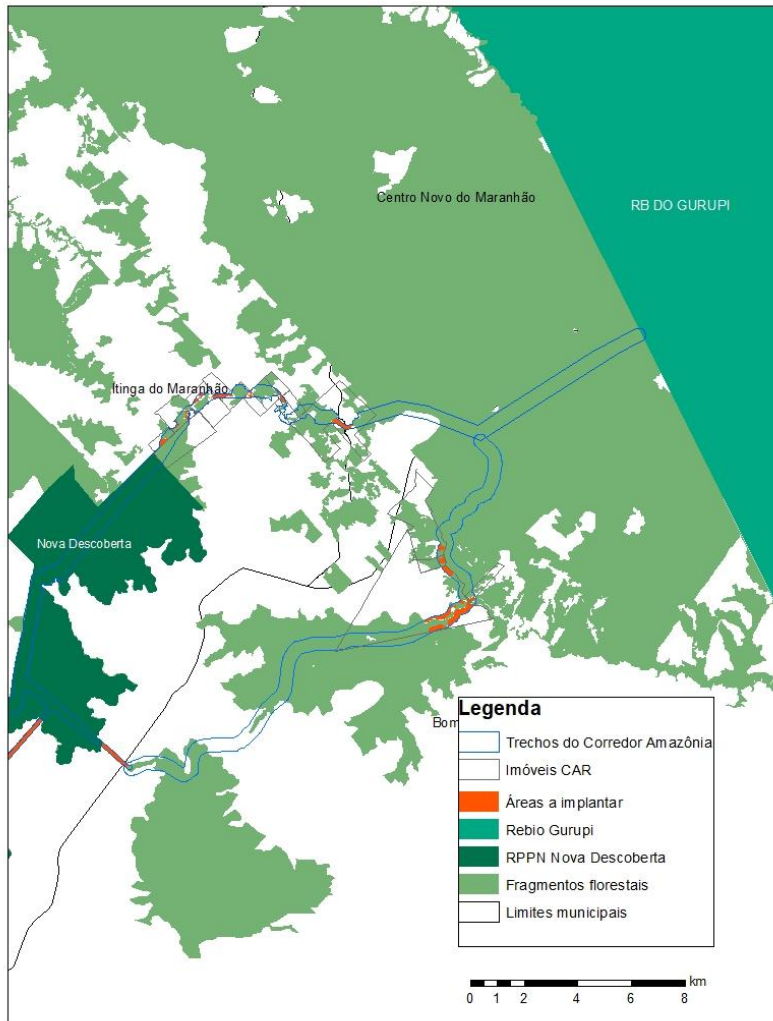 Centro Novo do Maranhão
RB DO GURUPI
Itinga do Maranhão
Nova Descoberta
Bom
Legenda
Trechos do Corredor Amazônia
Imóveis CAR
Áreas a implantar
Rebio Gurupi
RPPN Nova Descoberta
Fragmentos florestais
Limites municipais
km
0 1 2 4 6 8